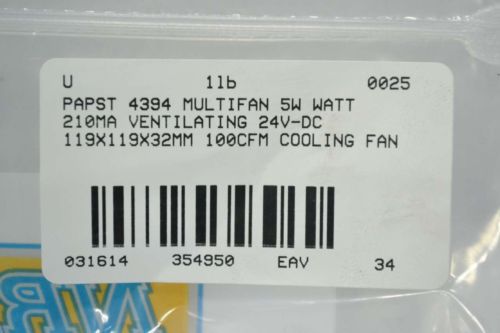 U 1lb 0025
PAPST 4394 MULTIFAN 5W WATT
210MA VENTILATING 24V-DC
119X119X32MM 100CFM COOLING FAN
031614 354950 EAV 34